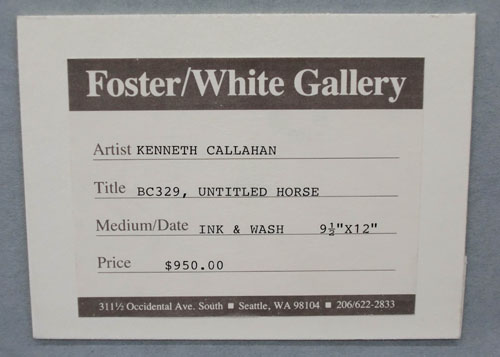 Foster/White Gallery
Artist KENNETH CALLAHAN
Title BC329, UNTITLED HORSE
Medium/Date INK & WASH 9½"X12"
Price $950.00
311½ Occidental Ave. South ■ Seattle, WA 98104 ■ 206/622-2833